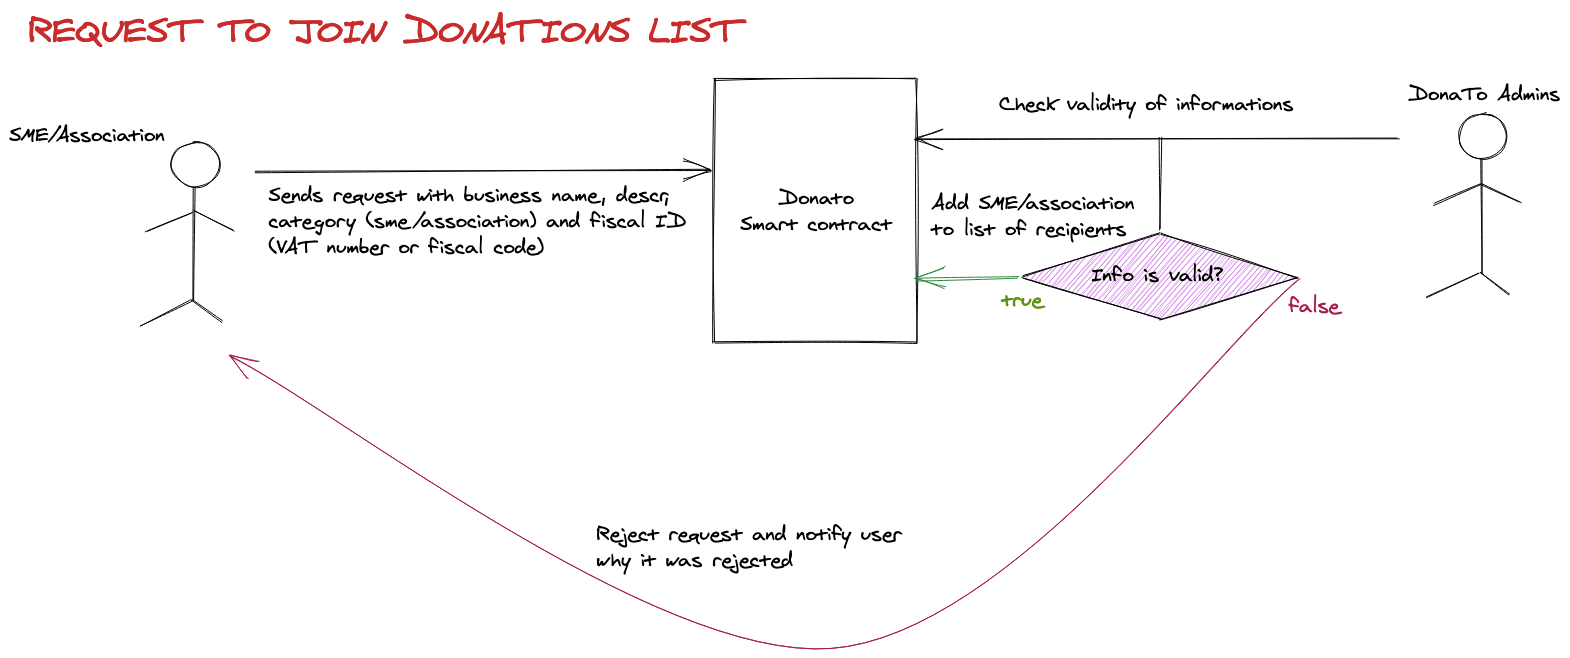 REQUEST TO JOIN DONATIONS LIST
SME/Association
Sends request with business name, descr,
category (sme/association) and fiscal ID
(VAT number or fiscal code)
Donato
Smart contract
Check validity of informations
DonaTo Admins
Add SME/association
to list of recipients
Info is valid?
true
false
Reject request and notify user
why it was rejected